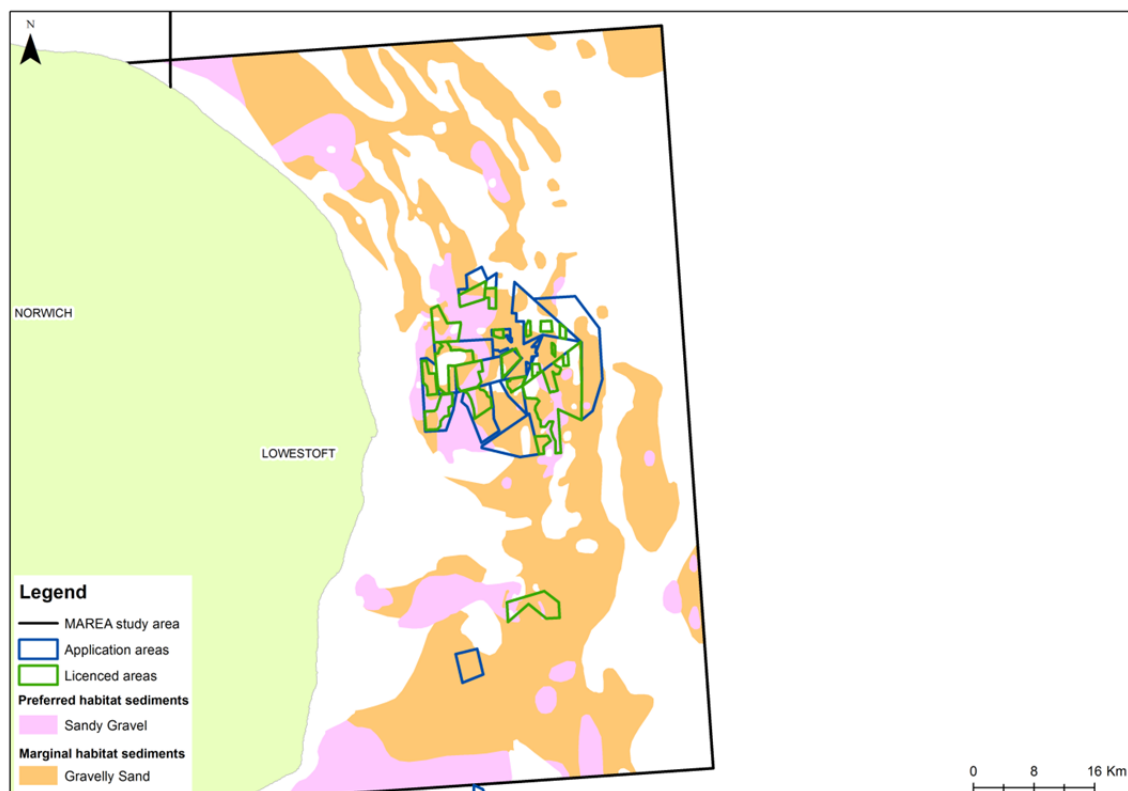 N
NORWICH
LOWESTOFT
Legend
MAREA study area
Application areas
Licenced areas
Preferred habitat sediments
Sandy Gravel
Marginal habitat sediments
Gravelly Sand
0 8 16 Km